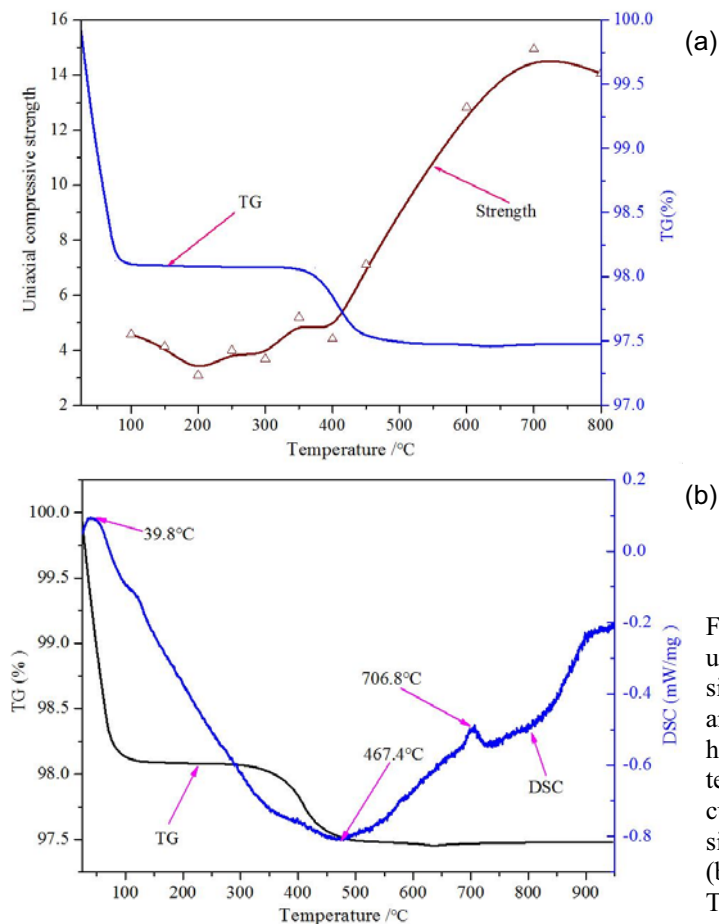 (a)
16
14
12
10
8
6
4
2
Uniaxial compressive strength
100.0
99.5
99.0
98.5
98.0
97.5
97.0
TG(%)
TG
Strength
100 200 300 400 500 600 700 800
Temperature /℃
(b)
100.0
99.5
99.0
98.5
98.0
97.5
TG (%)
0.2
0.0
-0.2
-0.4
-0.6
-0.8
DSC (mW/mg)
39.8℃
706.8℃
467.4℃
DSC
TG
100 200 300 400 500 600 700 800 900
Temperature /℃
F
u
si
a
h
te
c
si
(b
T